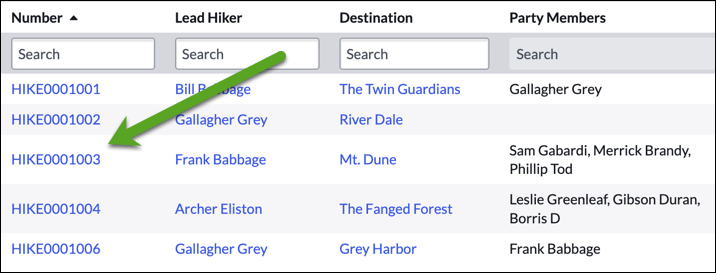 Number Lead Hiker Destination Party Members
Search Search Search Search
HIKE0001001 Bill Babbage The Twin Guardians Gallagher Grey
HIKE0001002 Gallagher Grey River Dale
HIKE0001003 Frank Babbage Mt. Dune Sam Gabardi, Merrick Brandy,
Phillip Tod
HIKE0001004 Archer Eliston The Fanged Forest Leslie Greenleaf, Gibson Duran,
Borris D
HIKE0001006 Gallagher Grey Grey Harbor Frank Babbage